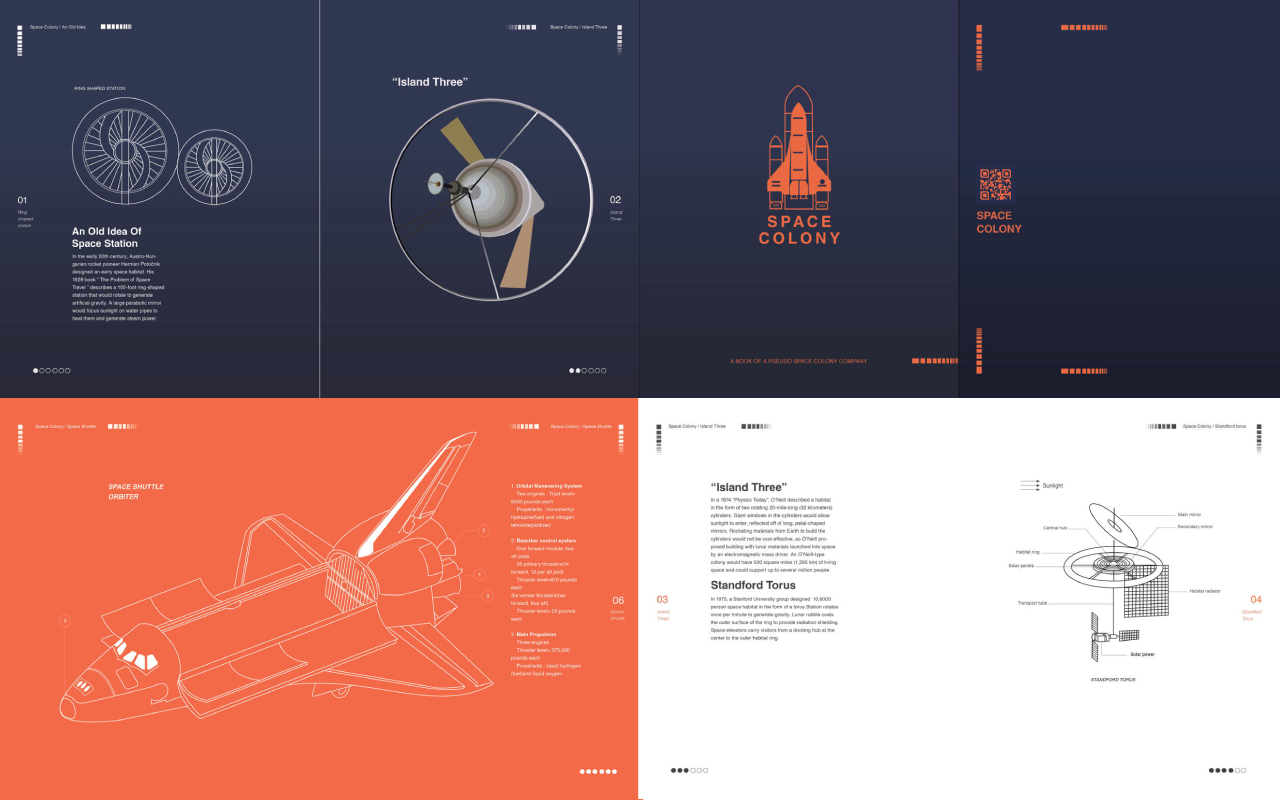 Space Colony / An Old Idea
Space Colony / Island Three
RING SHAPED STATION
01
Ring
shaped
station
An Old Idea Of
Space Station
In the early 20th century, Austro-Hun-
garian rocket pioneer Herman Potočnik
designed an early space habitat. His
1928 book " The Problem of Space
Travel " describes a 100-foot ring-shaped
station that would rotate to generate
artificial gravity. A large parabolic mirror
would focus sunlight on water pipes to
heat them and generate steam power.
“Island Three”
02
Island
Three
SPACE
COLONY
A BOOK OF A PSEUDO SPACE COLONY COMPANY
SPACE
COLONY
Space Colony / Space Shuttle
Space Colony / Space Shuttle
SPACE SHUTTLE
ORBITER
1. Orbital Manevering System
Two engines : Trust level=
6000 pounds each
Propellants : monomethyl
hydrazine(fuel) and nitrogen
tetroxide(oxidizer)
2. Reaction control system
One forward module, two
aft pods
38 primary thrusters(14
forward, 12 par aft pod)
Thruster level=870 pounds
each
Six vernier thrusters(two
forward, four aft)
Thruster level= 25 pounds
each
3. Main Propulsion
Three engines
Thruster level= 375,000
pounds each
Propellants : liquid hydrogen
(fuel)and liquid oxygen
2
1
3
06
Space
Shuttle
Space Colony / Island Three
Space Colony / Standford torus
“Island Three”
In a 1974 "Physics Today", O'Neill described a habitat
in the form of two rotating 20-mile-long (32 kilometers)
cylinders. Giant windows in the cylinders would allow
sunlight to enter, reflected off of long, petal-shaped
mirrors. Rocketing materials from Earth to build the
cylinders would not be cost-effective, so O'Neill pro-
posed building with lunar materials launched into space
by an electromagnetic mass driver. An O'Neill-type
colony would have 500 square miles (1,295 km) of living
space and could support up to several million people.
Standford Torus
In 1975, a Stanford University group designed 10,0000
person space habitat in the form of a torus.Station rotates
once per minute to generate gravity. Lunar rubble coats
the outer surface of the ring to provide radiation shielding.
Space elevators carry visitors from a docking hub at the
center to the outer habitat ring.
03
Island
Three
Sunlight
Main mirror
Central hub
Secondary mirror
Habitat ring
Solar panels
Habitat radiator
Transport tube
Solar power
STANDFORD TORUS
04
Standford
Torus